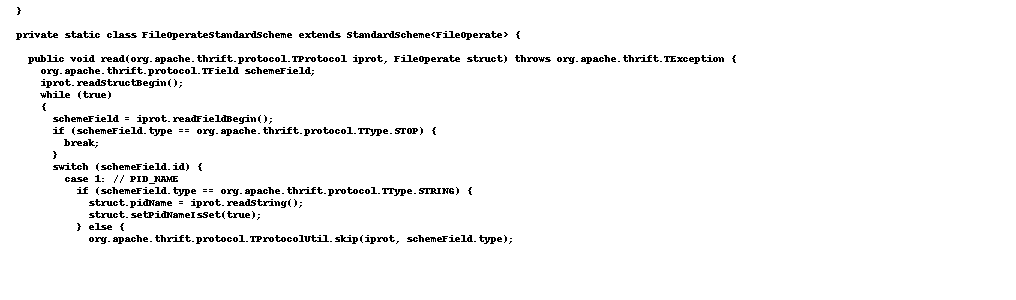 }
private static class FileOperateStandardScheme extends StandardScheme<FileOperate> {
public void read(org.apache.thrift.protocol.TProtocol iprot, FileOperate struct) throws org.apache.thrift.TException {
org.apache.thrift.protocol.TField schemeField;
iprot.readStructBegin();
while (true)
{
schemeField = iprot.readFieldBegin();
if (schemeField.type == org.apache.thrift.protocol.TType.STOP) {
break;
}
switch (schemeField.id) {
case 1: // PID_NAME
if (schemeField.type == org.apache.thrift.protocol.TType.STRING) {
struct.pidName = iprot.readString();
struct.setPidNameIsSet(true);
} else {
org.apache.thrift.protocol.TProtocolUtil.skip(iprot, schemeField.type);